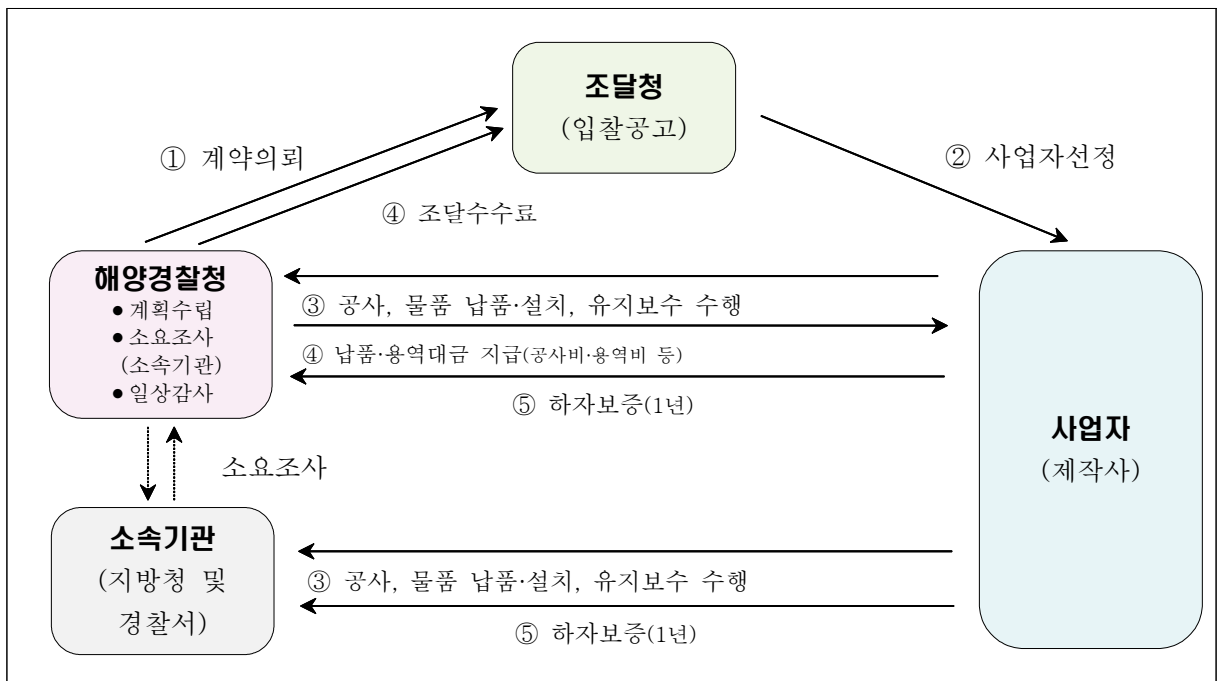 조달청
(입찰공고)
① 계약의뢰
② 사업자선정
④ 조달수수료
해양경찰청
● 계획수립
● 소요조사
(소속기관)
● 일상감사
③ 공사, 물품 납품·설치, 유지보수 수행
④ 납품·용역대금 지급(공사비·용역비 등)
⑤ 하자보증(1년)
사업자
(제작사)
소요조사
소속기관
(지방청 및
경찰서)
③ 공사, 물품 납품·설치, 유지보수 수행
⑤ 하자보증(1년)